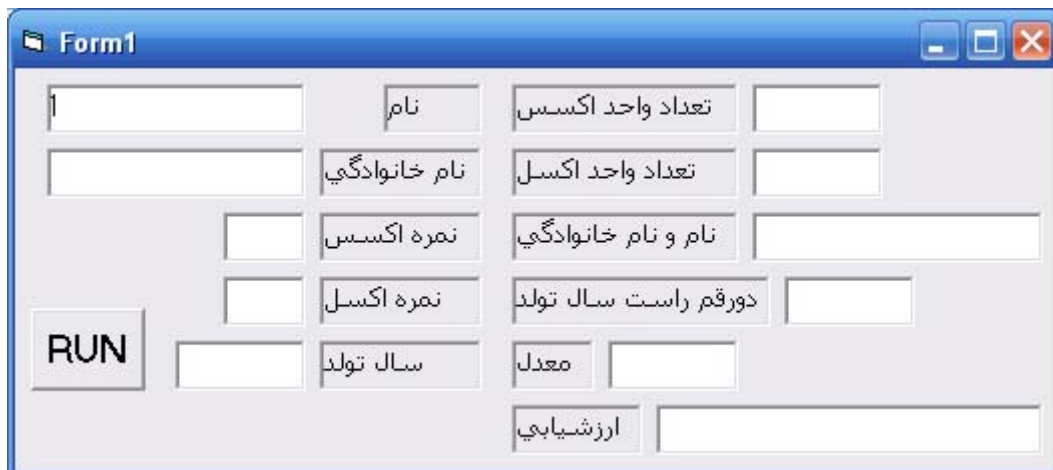 Form1
1 نام تعداد واحد اکسس
نام خانوادگي تعداد واحد اکسل
نمره اکسس نام و نام خانوادگي
نمره اکسل دورقم راست سال تولد
RUN سال تولد معدل
ارزشيابي